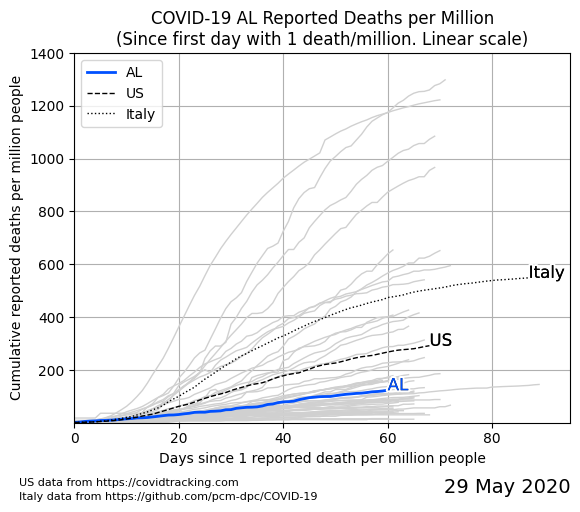 COVID-19 AL Reported Deaths per Million
(Since first day with 1 death/million. Linear scale)
Cumulative reported deaths per million people
1400
1200
1000
800
600
400
200
AL
US
Italy
Italy
US
AL
0
20
40
60
80
Days since 1 reported death per million people
US data from https://covidtracking.com
Italy data from https://github.com/pcm-dpc/COVID-19
29 May 2020